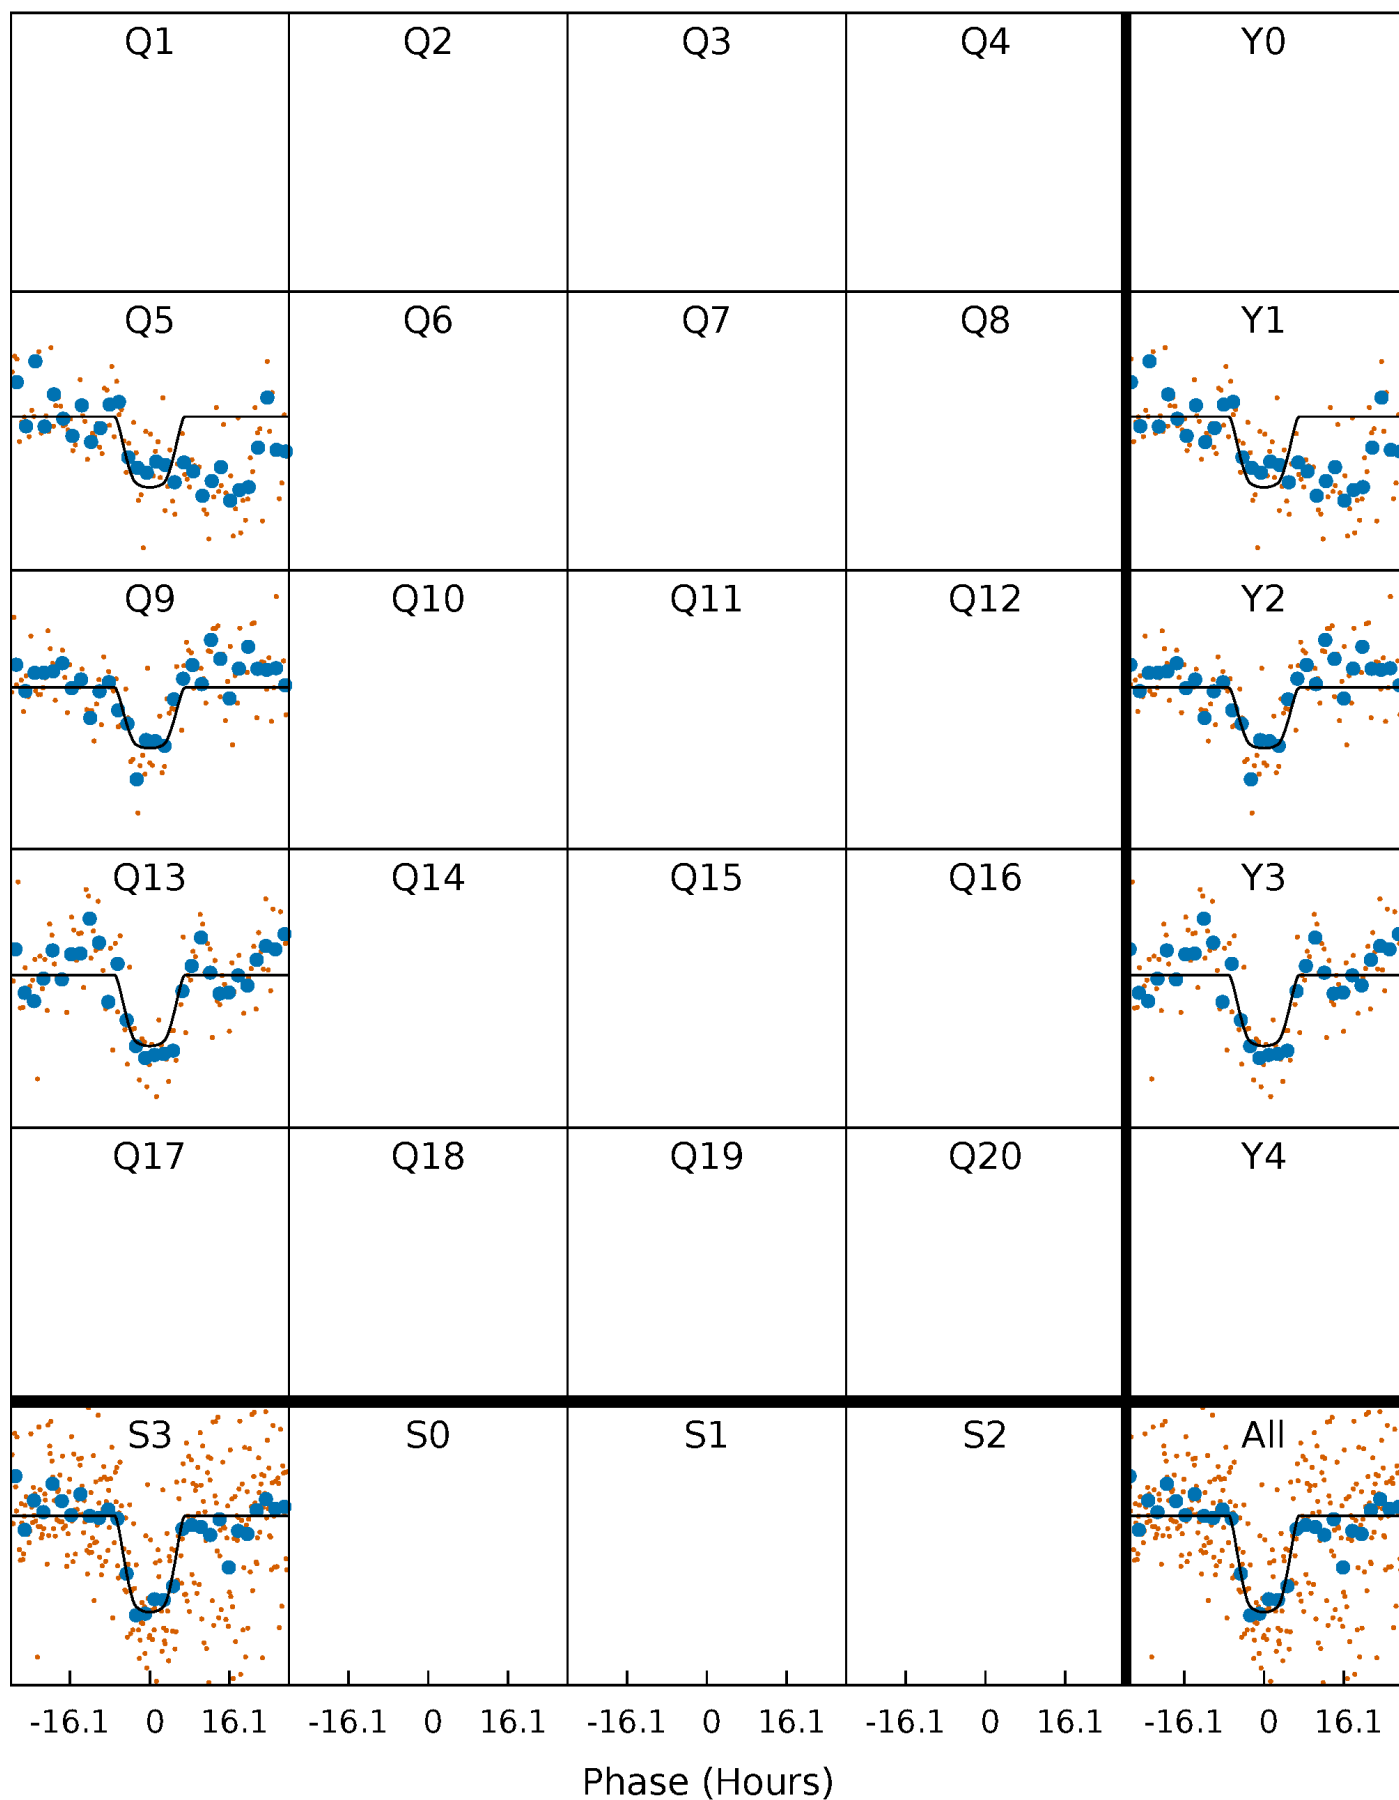 Q1 Q2 Q3 Q4 Y0
Q5 Q6 Q7 Q8 Y1
Q9 Q10 Q11 Q12 Y2
Q13 Q14 Q15 Q16 Y3
Q17 Q18 Q19 Q20 Y4
S3 S0 S1 S2 All
-16.1 0 16.1 -16.1 0 16.1 -16.1 0 16.1 -16.1 0 16.1 -16.1 0 16.1
Phase (Hours)